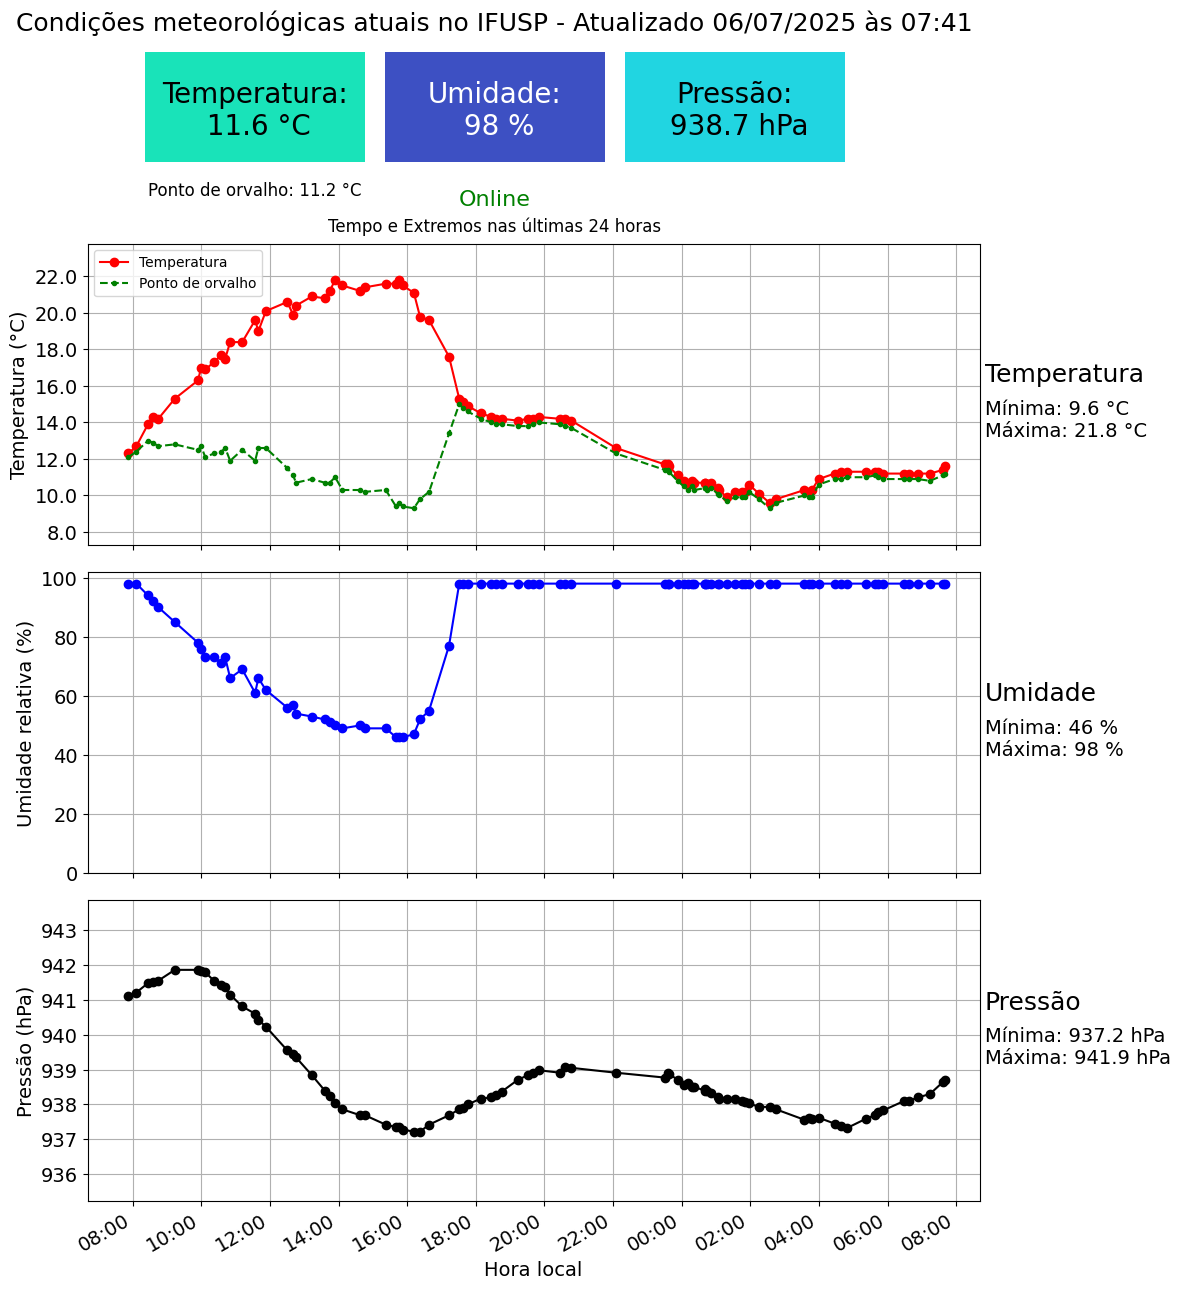 Condições meteorológicas atuais no IFUSP - Atualizado 06/07/2025 às 07:41
Temperatura:
11.6 °C
Umidade:
98 %
Pressão:
938.7 hPa
Ponto de orvalho: 11.2 °C
Online
Tempo e Extremos nas últimas 24 horas
Temperatura
Ponto de orvalho
Temperatura (°C)
22.0
20.0
18.0
16.0
14.0
12.0
10.0
8.0
Temperatura
Mínima: 9.6 °C
Máxima: 21.8 °C
Umidade relativa (%)
100
80
60
40
20
0
Umidade
Mínima: 46 %
Máxima: 98 %
Pressão (hPa)
943
942
941
940
939
938
937
936
Pressão
Mínima: 937.2 hPa
Máxima: 941.9 hPa
08:00
10:00
12:00
14:00
16:00
18:00
20:00
22:00
00:00
02:00
04:00
06:00
08:00
Hora local